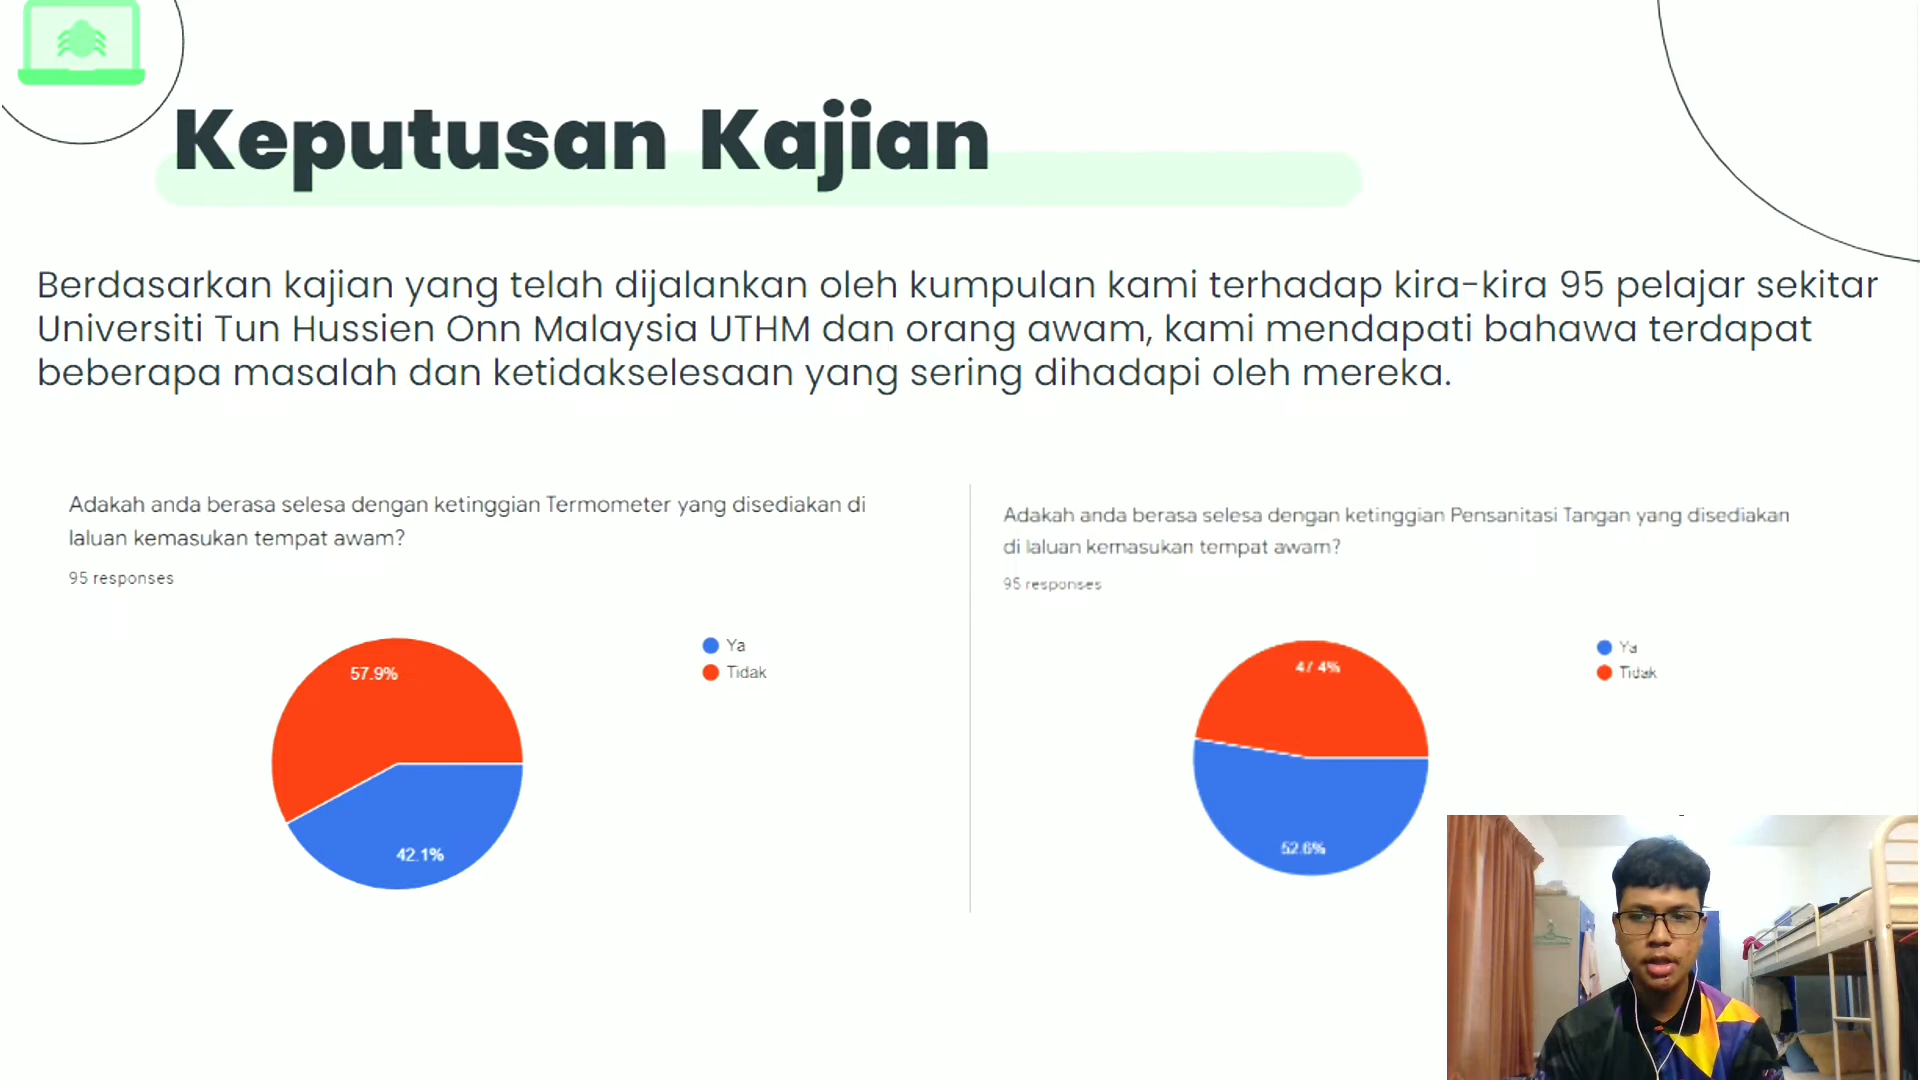 Keputusan Kajian
Berdasarkan kajian yang telah dijalankan oleh kumpulan kami terhadap kira-kira 95 pelajar sekitar
Universiti Tun Hussien Onn Malaysia UTHM dan orang awam, kami mendapati bahawa terdapat
beberapa masalah dan ketidakselesaan yang sering dihadapi oleh mereka.
Adakah anda berasa selesa dengan ketinggian Termometer yang disediakan di
laluan kemasukan tempat awam?
95 responses
Ya
Tidak
57.9%
42.1%
Adakah anda berasa selesa dengan ketinggian Pensanitasi Tangan yang disediakan
di laluan kemasukan tempat awam?
95 responses
Ya
Tidak
47.4%
52.6%